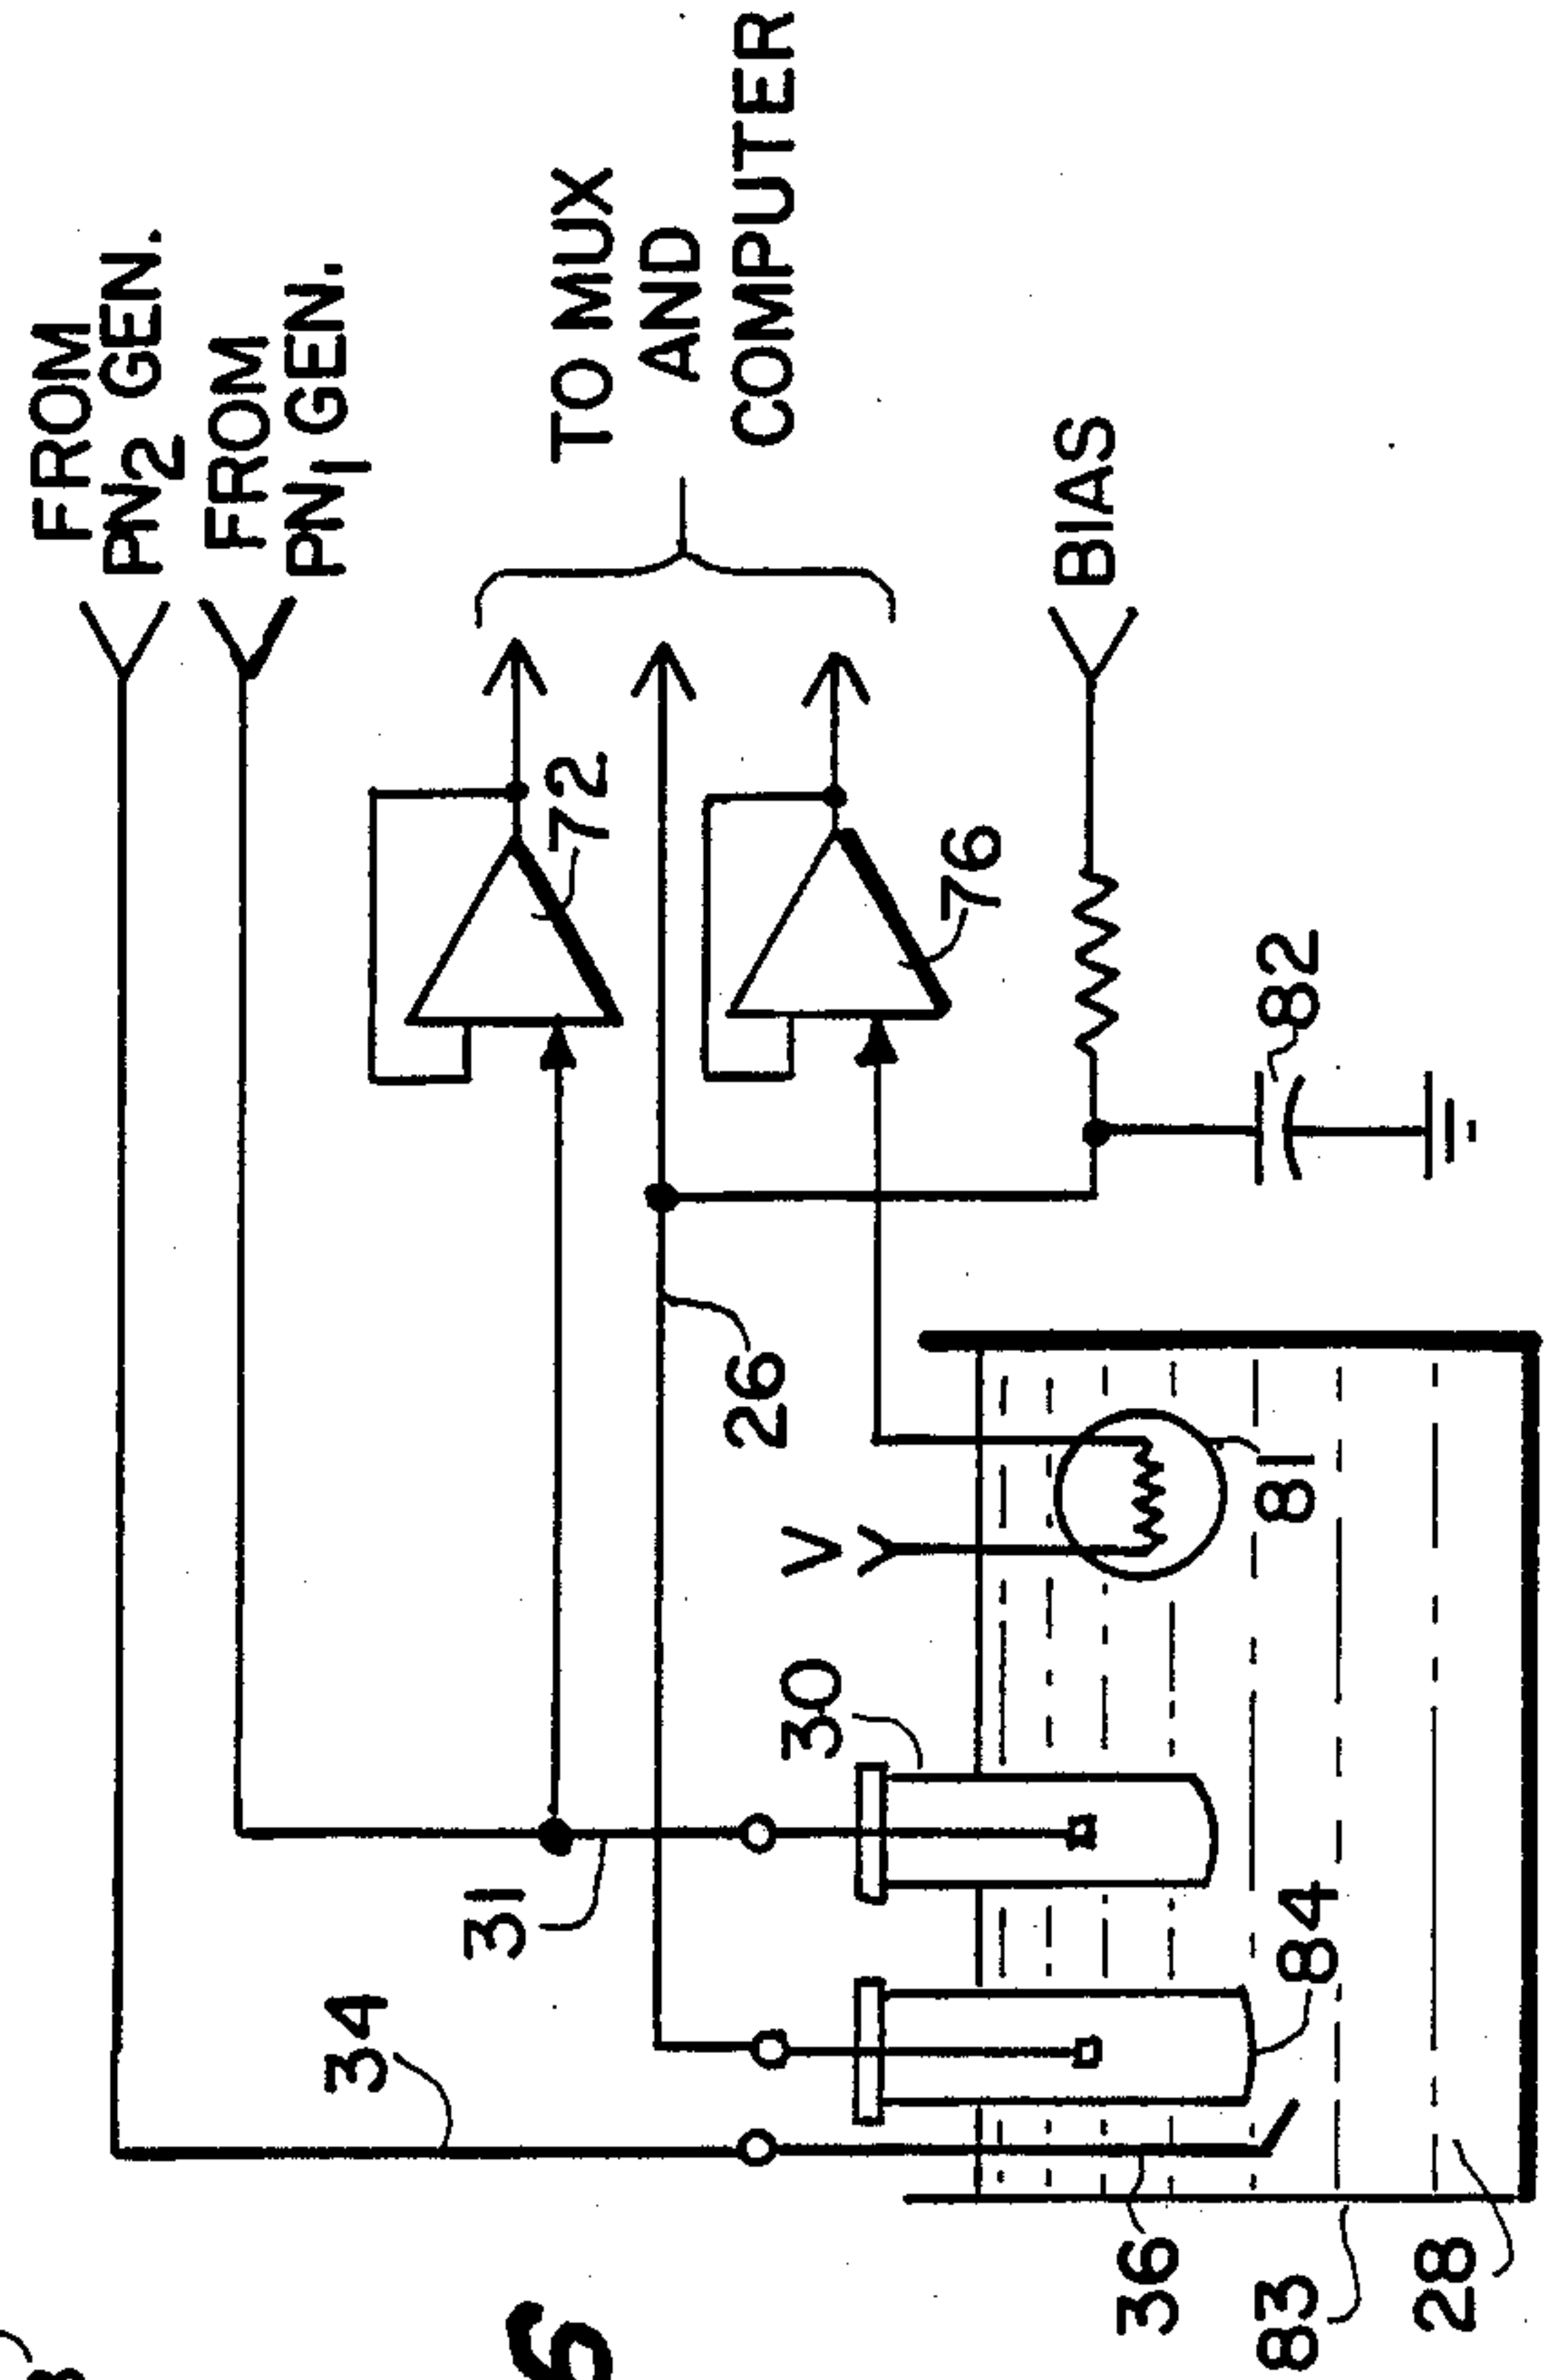 FROM
PN2 GEN.
FROM
PN1 GEN.
TO MUX
AND
COMPUTER
BIAS
72
76
82
26
81
V
30
31
84
34
36
83
28
6